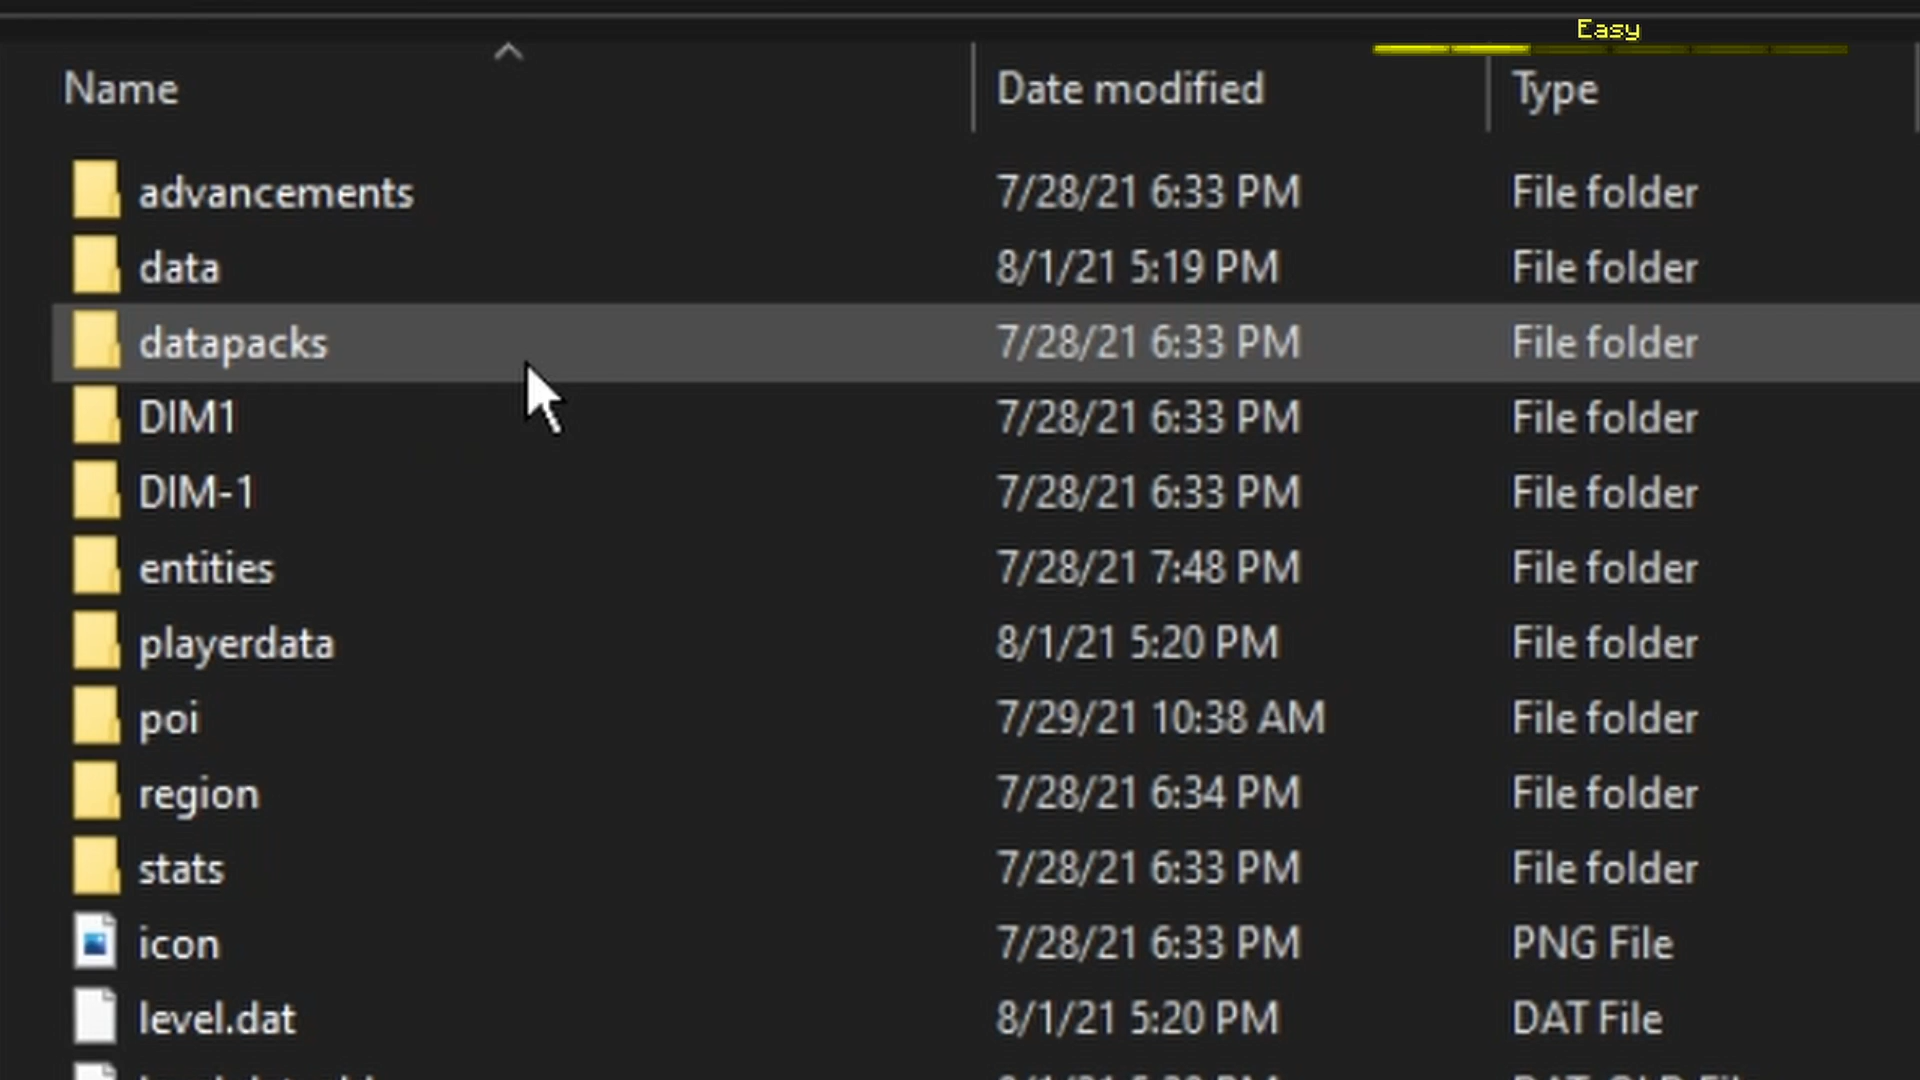 Easy
Name Date modified Type
advancements 7/28/21 6:33 PM File folder
data 8/1/21 5:19 PM File folder
datapacks 7/28/21 6:33 PM File folder
DIM1 7/28/21 6:33 PM File folder
DIM-1 7/28/21 6:33 PM File folder
entities 7/28/21 7:48 PM File folder
playerdata 8/1/21 5:20 PM File folder
poi 7/29/21 10:38 AM File folder
region 7/28/21 6:34 PM File folder
stats 7/28/21 6:33 PM File folder
icon 7/28/21 6:33 PM PNG File
level.dat 8/1/21 5:20 PM DAT File